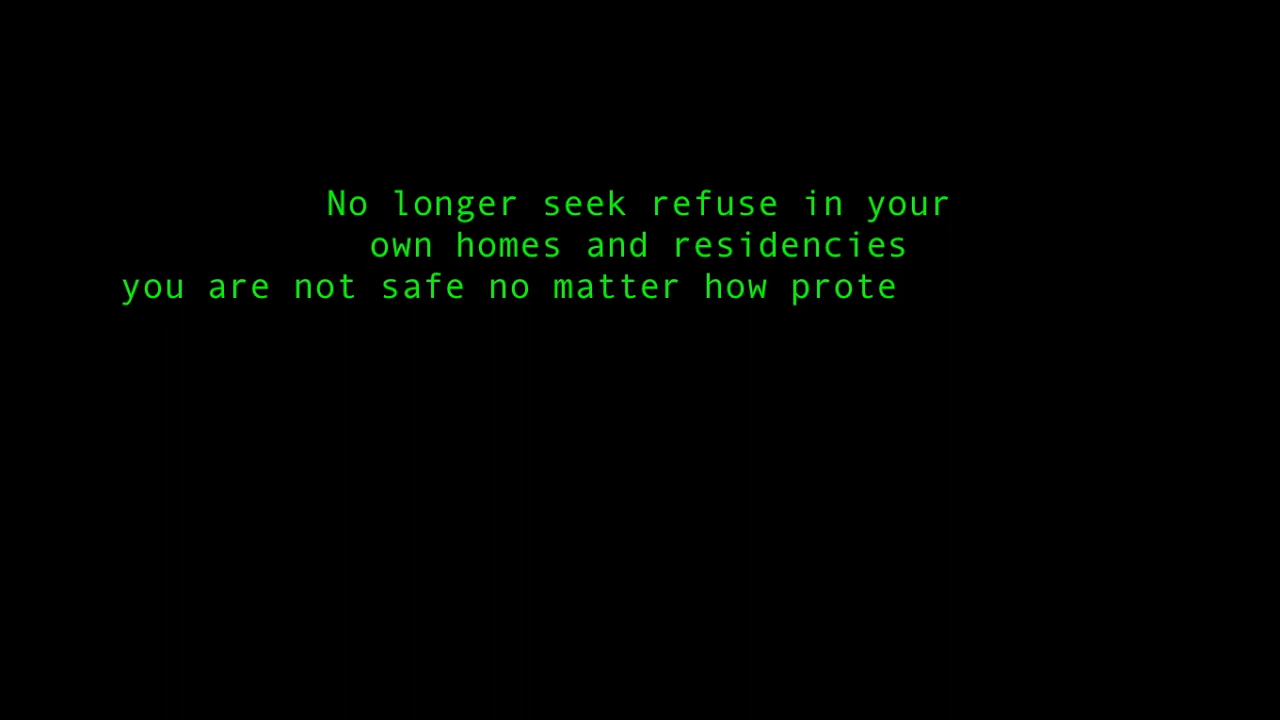 No longer seek refuse in your
own homes and residencies
you are not safe no matter how prote